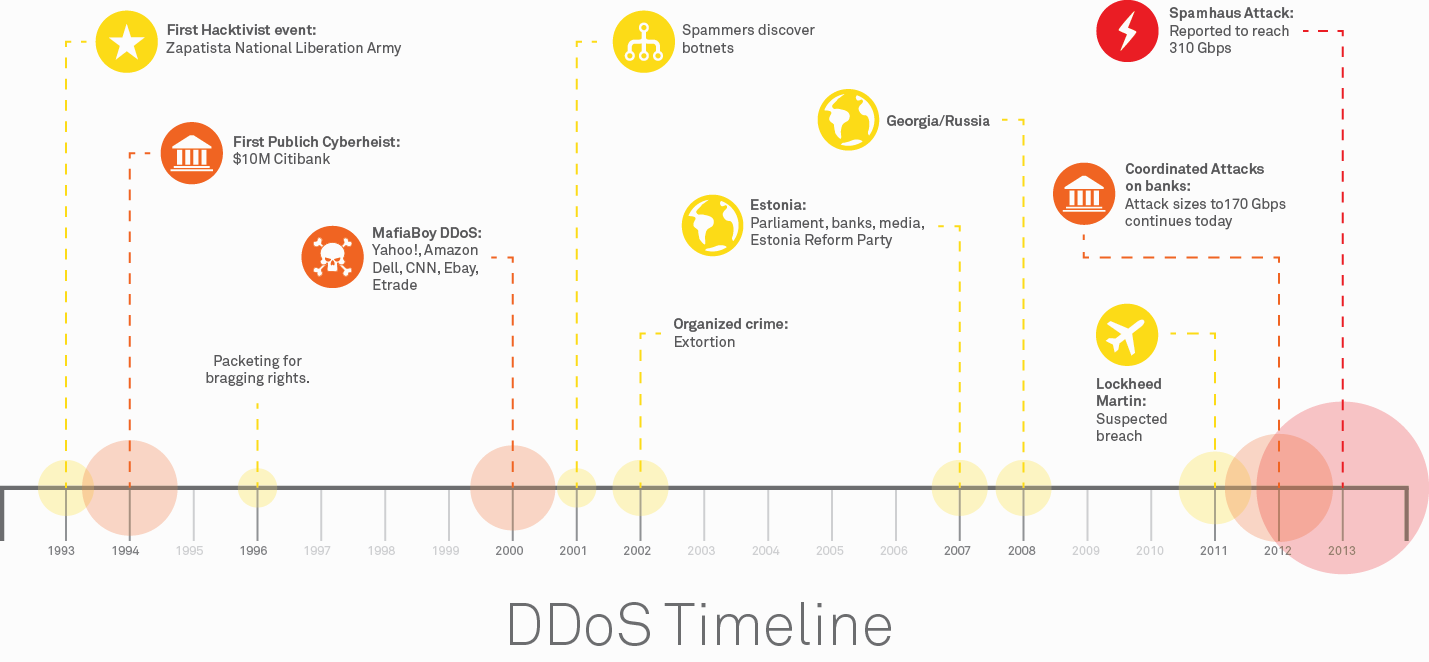 First Hacktivist event:
Zapatista National Liberation Army
First Publich Cyberheist:
$10M Citibank
MafiaBoy DDoS:
Yahoo!, Amazon
Dell, CNN, Ebay,
Etrade
Packeting for
bragging rights.
Spammers discover
botnets
Organized crime:
Extortion
Estonia:
Parliament, banks, media,
Estonia Reform Party
Georgia/Russia
Spamhaus Attack:
Reported to reach
310 Gbps
Coordinated Attacks
on banks:
Attack sizes to170 Gbps
continues today
Lockheed
Martin:
Suspected
breach
1993 1994 1995 1996 1997 1998 1999 2000 2001 2002 2003 2004 2005 2006 2007 2008 2009 2010 2011 2012 2013
DDoS Timeline